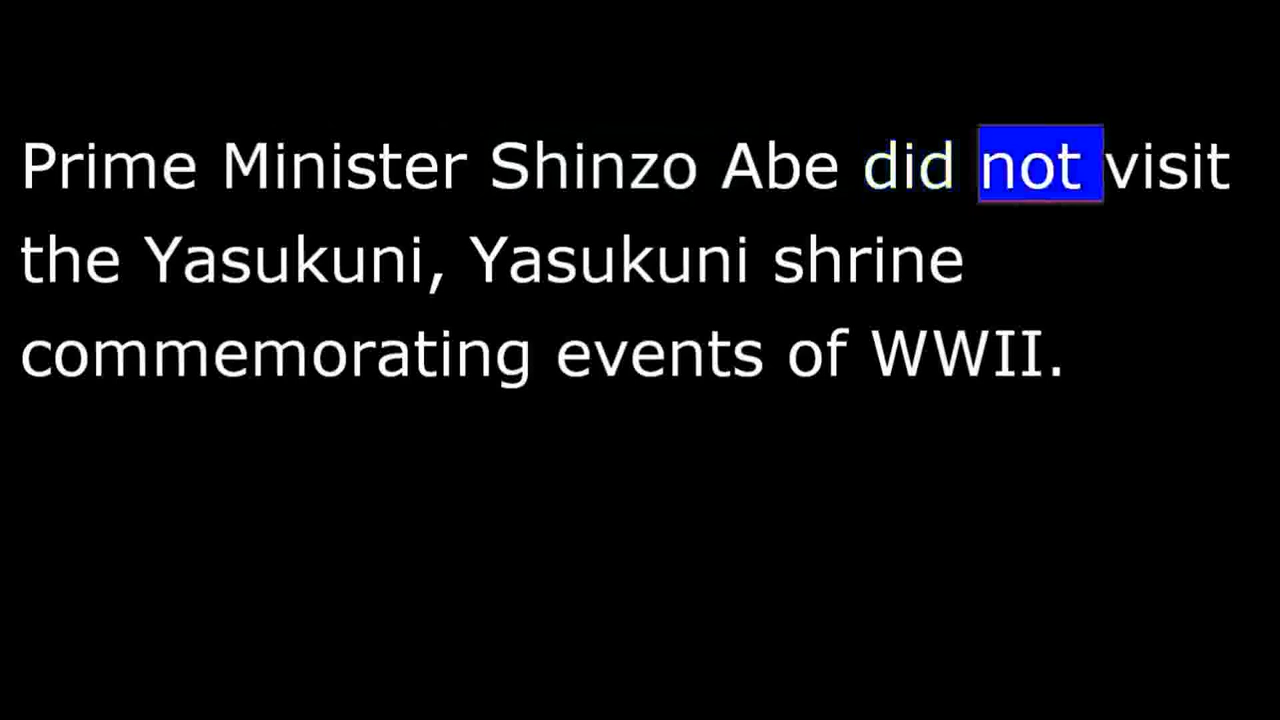 Prime Minister Shinzo Abe did not visit
the Yasukuni, Yasukuni shrine
commemorating events of WWII.